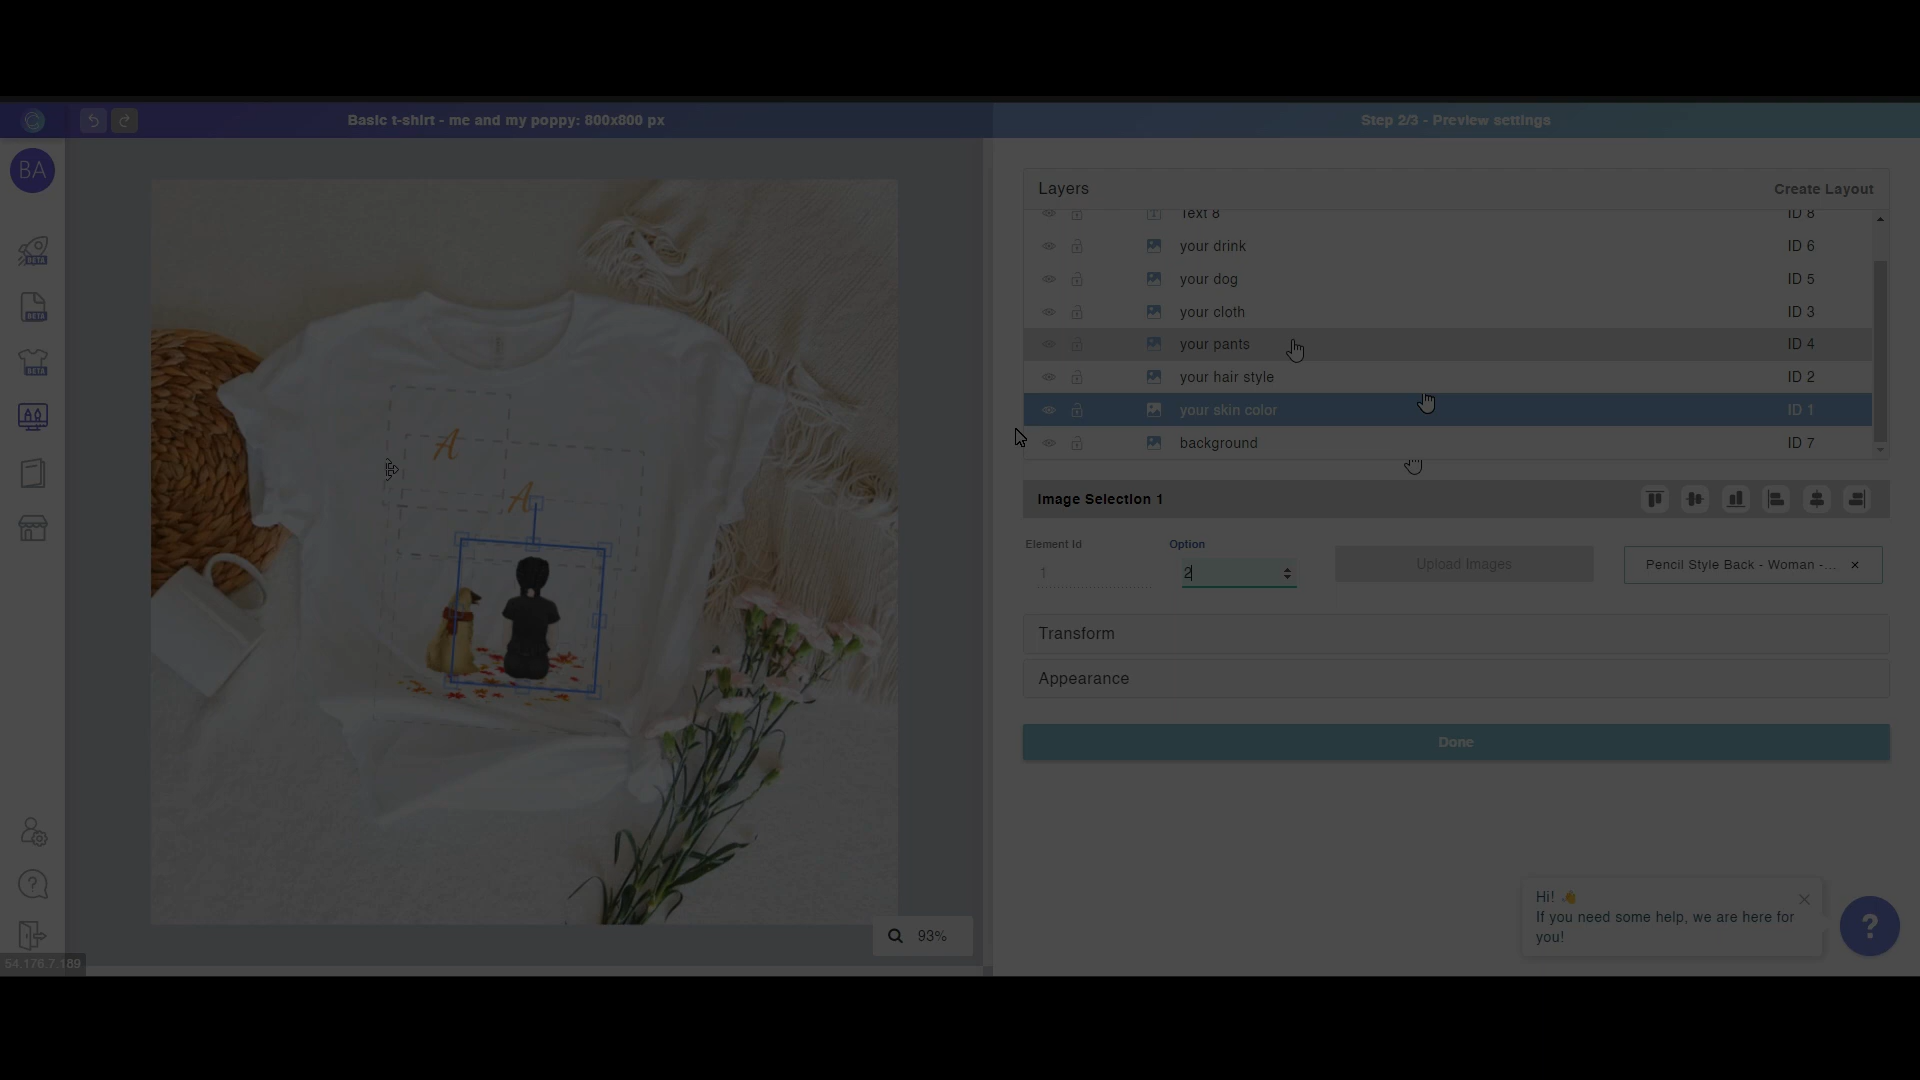 Basic t-shirt - me and my poppy: 800x800 px
Step 2/3 - Preview settings
BA
BETA
BETA
BETA
Layers
Create Layout
Text 8 ID 8
your drink ID 6
your dog ID 5
your cloth ID 3
your pants ID 4
your hair style ID 2
your skin color ID 1
background ID 7
A
A
Image Selection 1
Element Id
Option
1
2
Upload Images
Pencil Style Back - Woman -...
Transform
Appearance
Done
Hi! 👋
If you need some help, we are here for
you!
?
93%
54.176.7.189